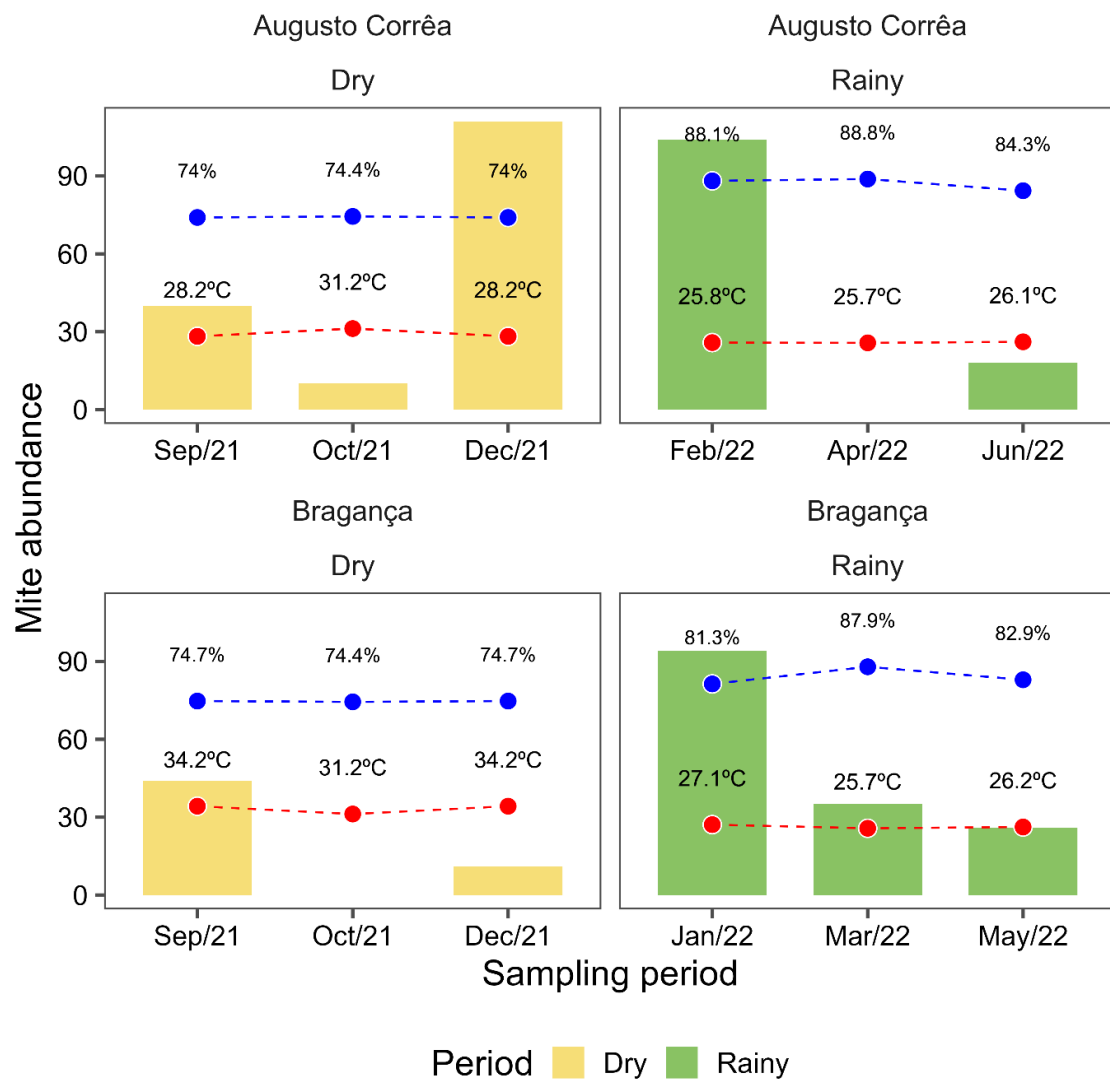 Augusto Corrêa Augusto Corrêa
Dry Rainy
88.1% 88.8% 84.3%
74% 74.4% 74%
90
60
28.2ºC 31.2ºC 28.2ºC 25.8ºC 25.7ºC 26.1ºC
30
0
Sep/21 Oct/21 Dec/21 Feb/22 Apr/22 Jun/22
Mite abundance
Bragança Bragança
Dry Rainy
81.3% 87.9% 82.9%
74.7% 74.4% 74.7%
90
60
34.2ºC 31.2ºC 34.2ºC 27.1ºC 25.7ºC 26.2ºC
30
0
Sep/21 Oct/21 Dec/21 Jan/22 Mar/22 May/22
Sampling period
Period Dry Rainy